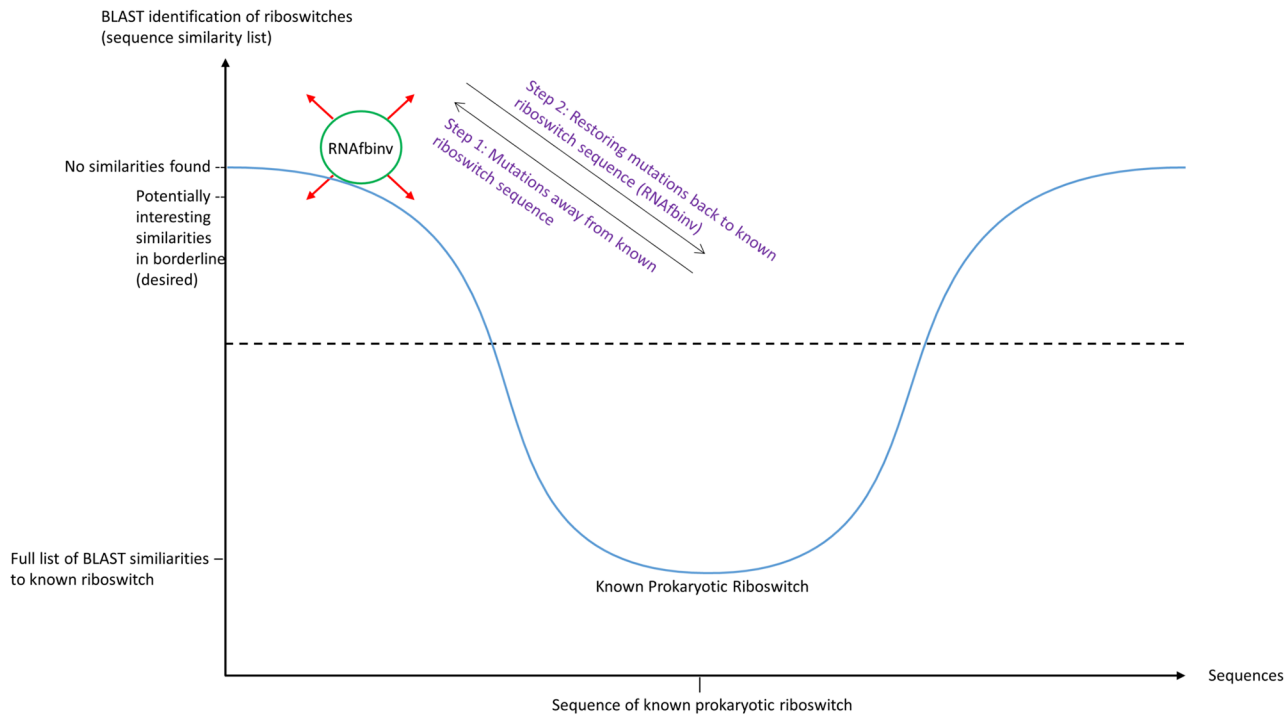 BLAST identification of riboswitches
(sequence similarity list)
RNAfbinv
Step 2: Restoring mutations back to known
riboswitch sequence (RNAfbinv)
Step 1: Mutations away from known
riboswitch sequence
No similarities found
Potentially
interesting
similarities
in borderline
(desired)
Full list of BLAST similiarities
to known riboswitch
Known Prokaryotic Riboswitch
Sequences
Sequence of known prokaryotic riboswitch